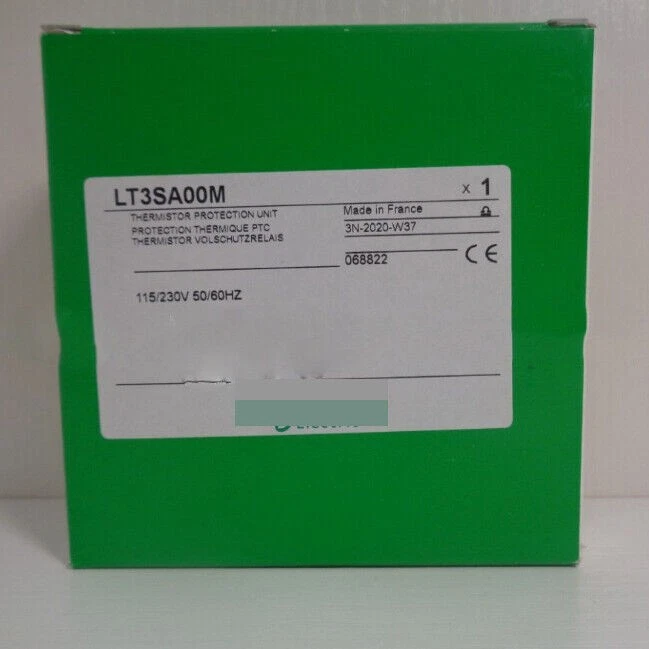 LT3SA00M
x 1
THERMISTOR PROTECTION UNIT
PROTECTION THERMIQUE PTC
THERMISTOR VOLSCHUTZRELAIS
Made in France
3N-2020-W37
068822
CE
115/230V 50/60HZ